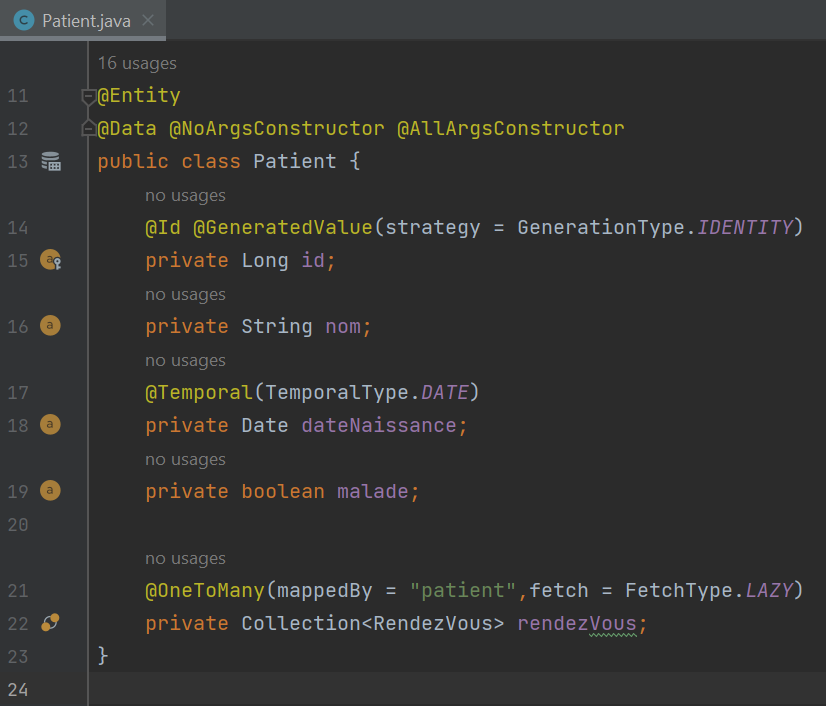 C Patient.java ×
16 usages
11 @Entity
12 @Data @NoArgsConstructor @AllArgsConstructor
13 public class Patient {
no usages
14 @Id @GeneratedValue(strategy = GenerationType.IDENTITY)
15 a private Long id;
no usages
16 a private String nom;
no usages
17 @Temporal(TemporalType.DATE)
18 a private Date dateNaissance;
no usages
19 a private boolean malade;
20
no usages
21 @OneToMany(mappedBy = "patient",fetch = FetchType.LAZY)
22 private Collection<RendezVous> rendezVous;
23 }
24